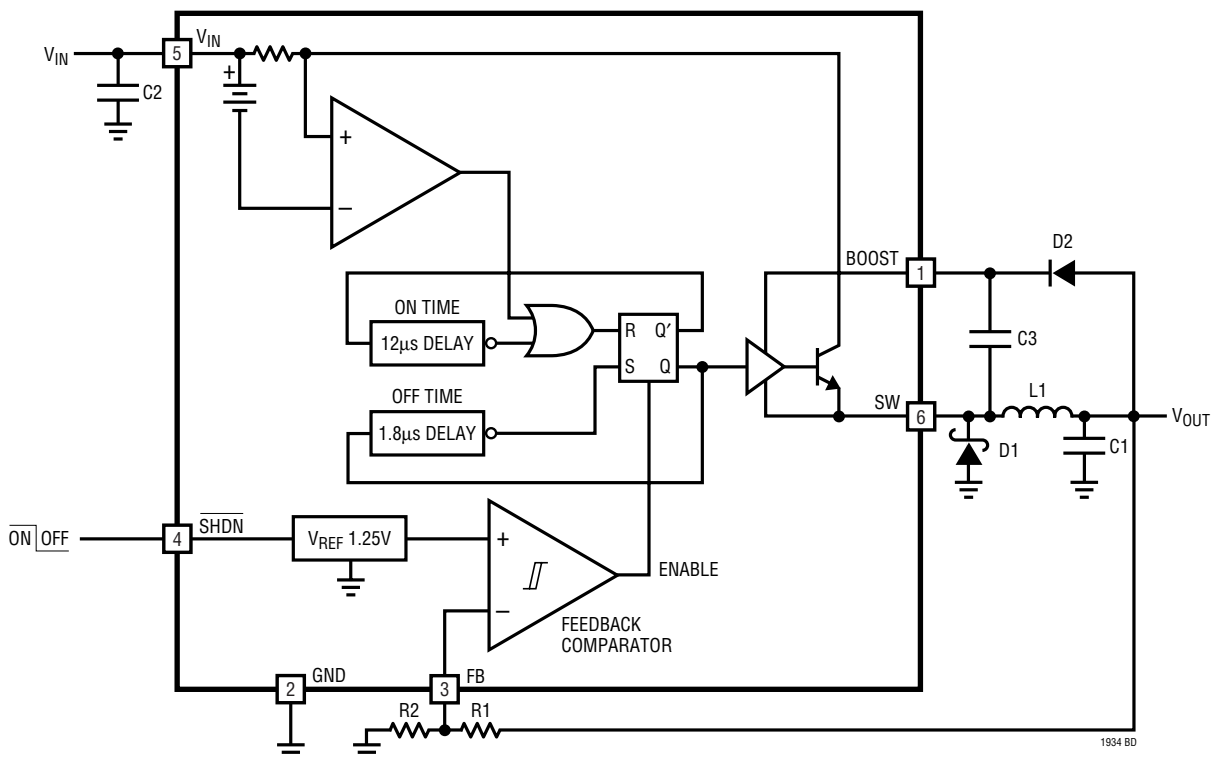 VIN
5
VIN
+
C2
+
−
BOOST
1
D2
ON TIME
12µs DELAY
R
Q′
S
Q
C3
OFF TIME
1.8µs DELAY
SW
6
L1
VOUT
D1
C1
ON OFF
4
SHDN
VREF 1.25V
+
−
ENABLE
FEEDBACK
COMPARATOR
2
GND
3
FB
R2
R1
1934 BD